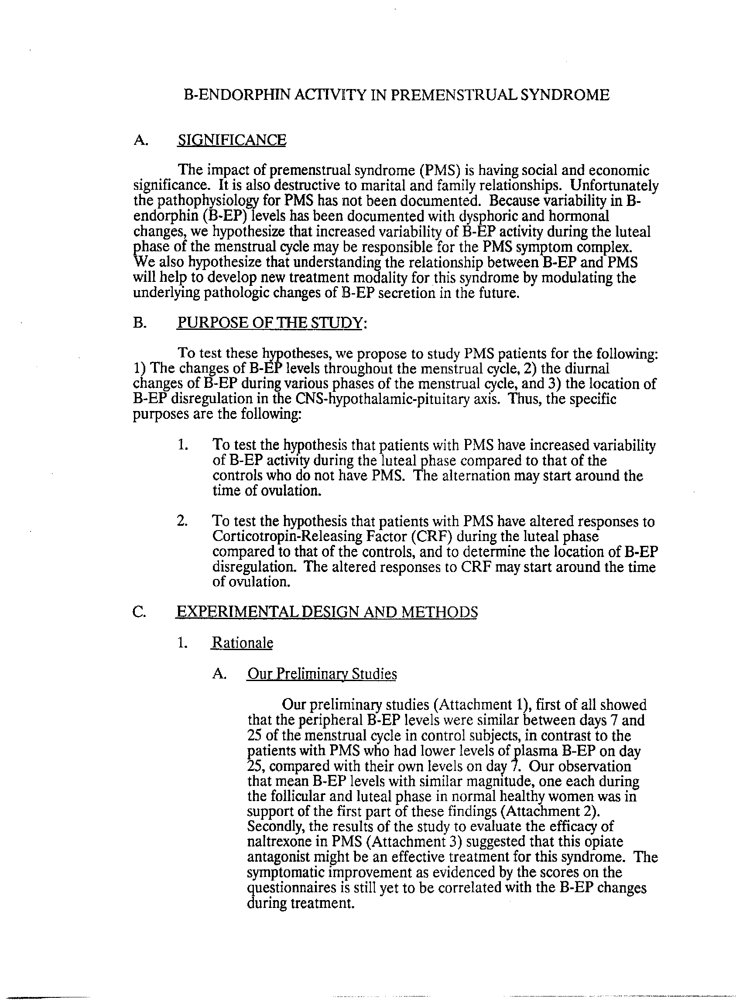 B-ENDORPHIN ACTIVITY IN PREMENSTRUAL SYNDROME
A. SIGNIFICANCE
The impact of premenstrual syndrome (PMS) is having social and economic
significance. It is also destructive to marital and family relationships. Unfortunately
the pathophysiology for PMS has not been documented. Because variability in B-
endorphin (B-EP) levels has been documented with dysphoric and hormonal
changes, we hypothesize that increased variability of B-EP activity during the luteal
phase of the menstrual cycle may be responsible for the PMS symptom complex.
We also hypothesize that understanding the relationship between B-EP and PMS
will help to develop new treatment modality for this syndrome by modulating the
underlying pathologic changes of B-EP secretion in the future.
B. PURPOSE OF THE STUDY:
To test these hypotheses, we propose to study PMS patients for the following:
1) The changes of B-EP levels throughout the menstrual cycle, 2) the diurnal
changes of B-EP during various phases of the menstrual cycle, and 3) the location of
B-EP disregulation in the CNS-hypothalamic-pituitary axis. Thus, the specific
purposes are the following:
1. To test the hypothesis that patients with PMS have increased variability
of B-EP activity during the luteal phase compared to that of the
controls who do not have PMS. The alternation may start around the
time of ovulation.
2. To test the hypothesis that patients with PMS have altered responses to
Corticotropin-Releasing Factor (CRF) during the luteal phase
compared to that of the controls, and to determine the location of B-EP
disregulation. The altered responses to CRF may start around the time
of ovulation.
C. EXPERIMENTAL DESIGN AND METHODS
1. Rationale
A. Our Preliminary Studies
Our preliminary studies (Attachment 1), first of all showed
that the peripheral B-EP levels were similar between days 7 and
25 of the menstrual cycle in control subjects, in contrast to the
patients with PMS who had lower levels of plasma B-EP on day
25, compared with their own levels on day 7. Our observation
that mean B-EP levels with similar magnitude, one each during
the follicular and luteal phase in normal healthy women was in
support of the first part of these findings (Attachment 2).
Secondly, the results of the study to evaluate the efficacy of
naltrexone in PMS (Attachment 3) suggested that this opiate
antagonist might be an effective treatment for this syndrome. The
symptomatic improvement as evidenced by the scores on the
questionnaires is still yet to be correlated with the B-EP changes
during treatment.